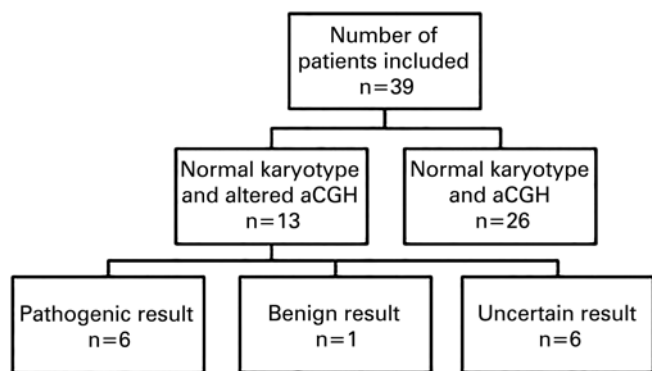 Number of
patients included
n=39
Normal karyotype
and altered aCGH
n=13
Normal karyotype
and aCGH
n=26
Pathogenic result
n=6
Benign result
n=1
Uncertain result
n=6